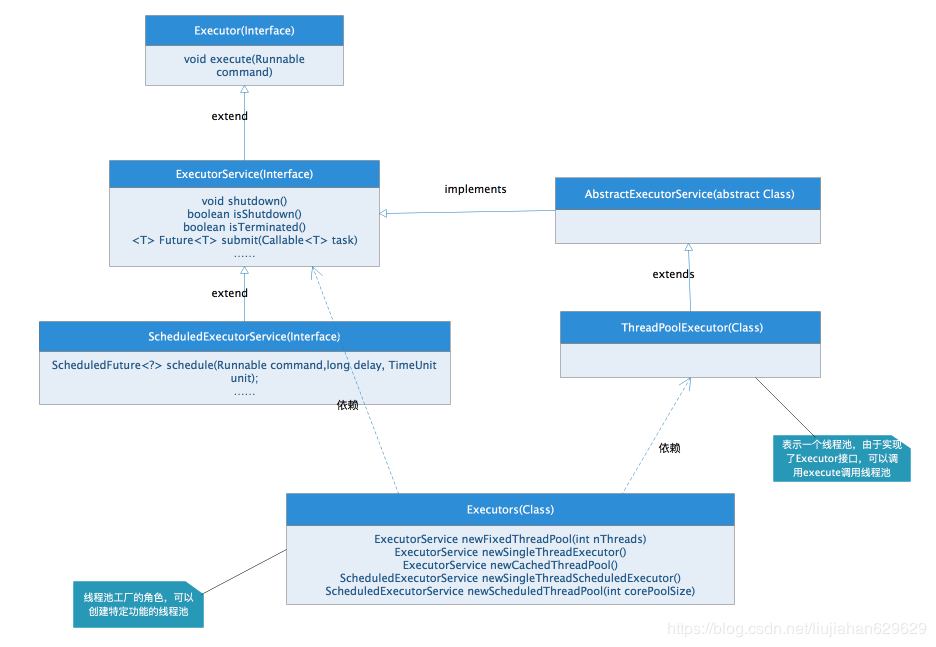 Executor(Interface)
void execute(Runnable
command)
extend
ExecutorService(Interface)
void shutdown()
boolean isShutdown()
boolean isTerminated()
<T> Future<T> submit(Callable<T> task)
......
implements
AbstractExecutorService(abstract Class)
extend
extends
ScheduledExecutorService(Interface)
ScheduledFuture<?> schedule(Runnable command,long delay, TimeUnit
unit);
......
ThreadPoolExecutor(Class)
依赖
依赖
表示一个线程池，由于实现
了Executor接口，可以调
用execute调用线程池
Executors(Class)
ExecutorService newFixedThreadPool(int nThreads)
ExecutorService newSingleThreadExecutor()
ExecutorService newCachedThreadPool()
ScheduledExecutorService newSingleThreadScheduledExecutor()
ScheduledExecutorService newScheduledThreadPool(int corePoolSize)
线程池工厂的角色，可以
创建特定功能的线程池
https://blog.csdn.net/liujiahan629629